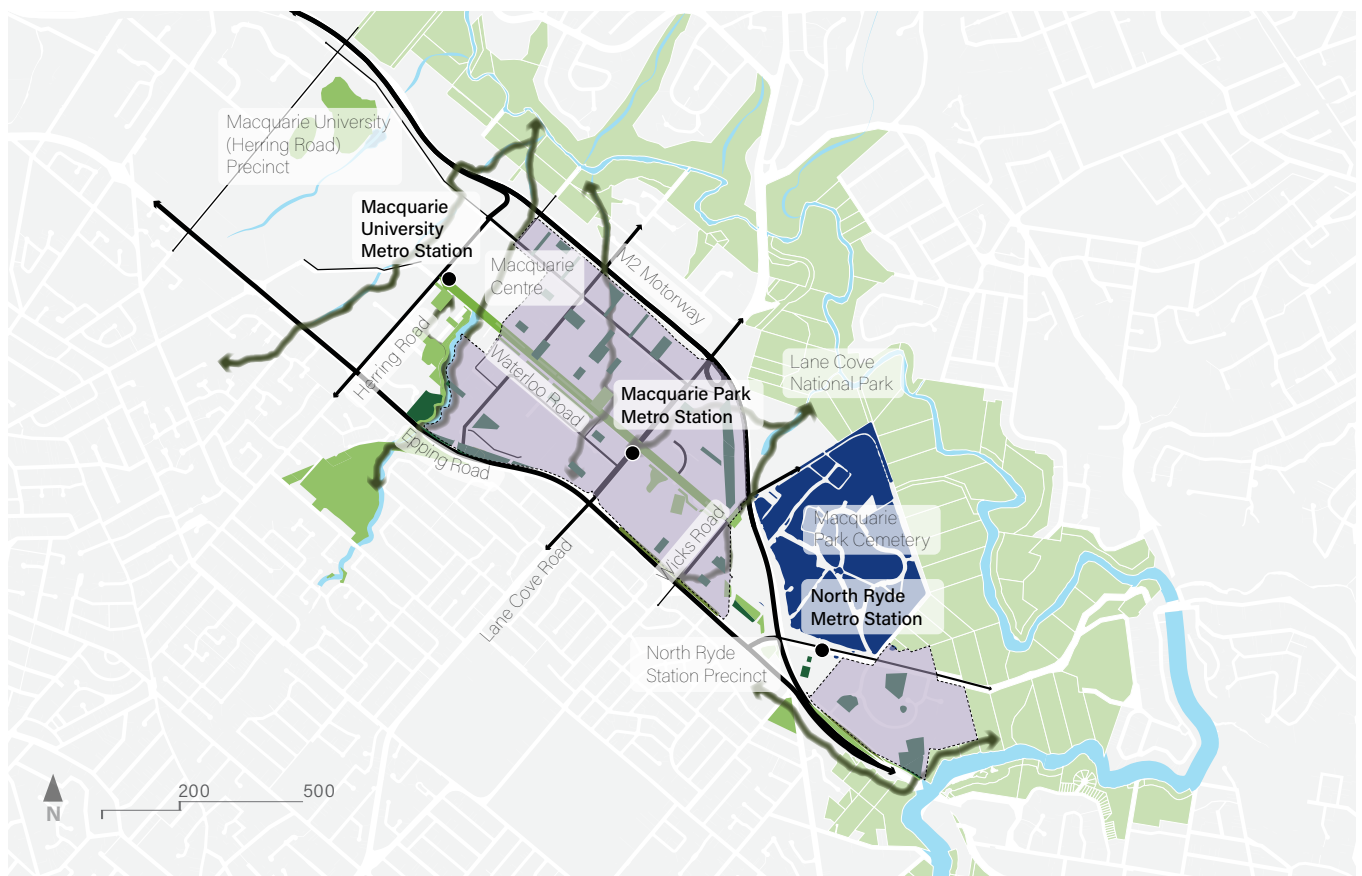 Macquarie University
(Herring Road)
Precinct
Macquarie
University
Metro Station
Macquarie
Centre
M2 Motorway
Herring Road
Waterloo Road
Lane Cove
National Park
Macquarie Park
Metro Station
Epping Road
Lane Cove Road
Wicks Road
Macquarie
Park Cemetery
North Ryde
Metro Station
North Ryde
Station Precinct
200
500
N